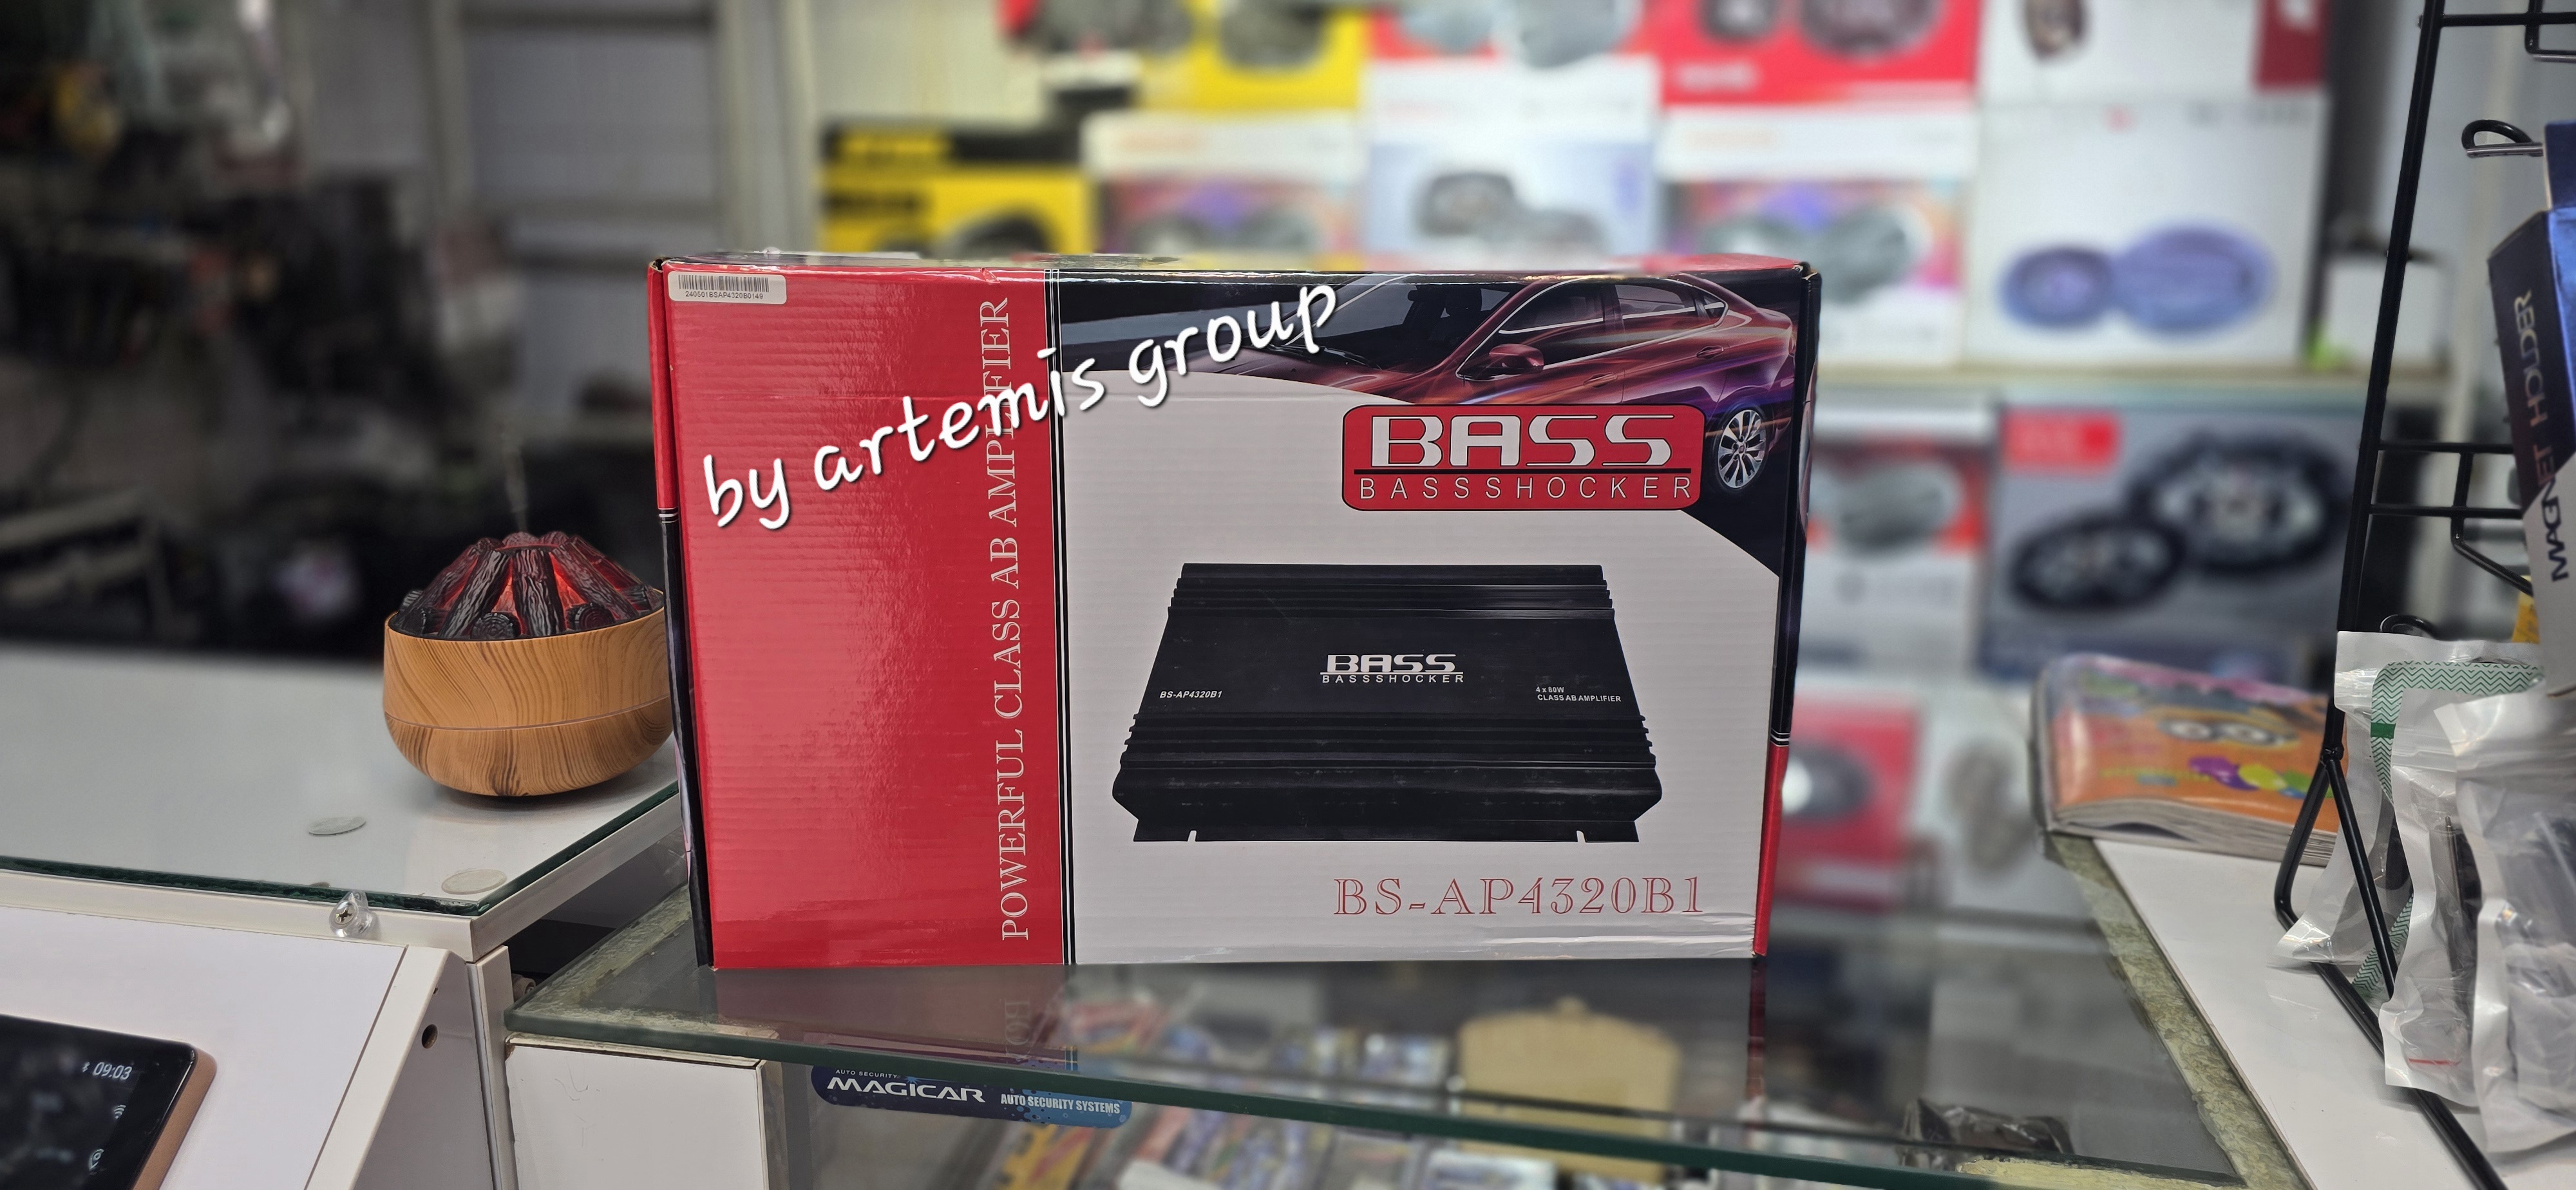 240501BSAP4320B0149
POWERFUL CLASS AB AMPLIFIER
by artemis group
BASS
BASSSHOCKER
BASS
BASSSHOCKER
BS-AP4320B1
4 x 80W
CLASS AB AMPLIFIER
BS-AP4320B1
MAGNET HOLDER
09:03
AUTO SECURITY
MAGICAR AUTO SECURITY SYSTEMS